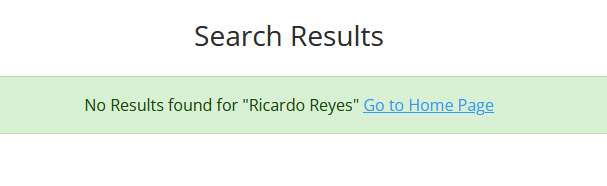 Search Results
No Results found for "Ricardo Reyes" Go to Home Page